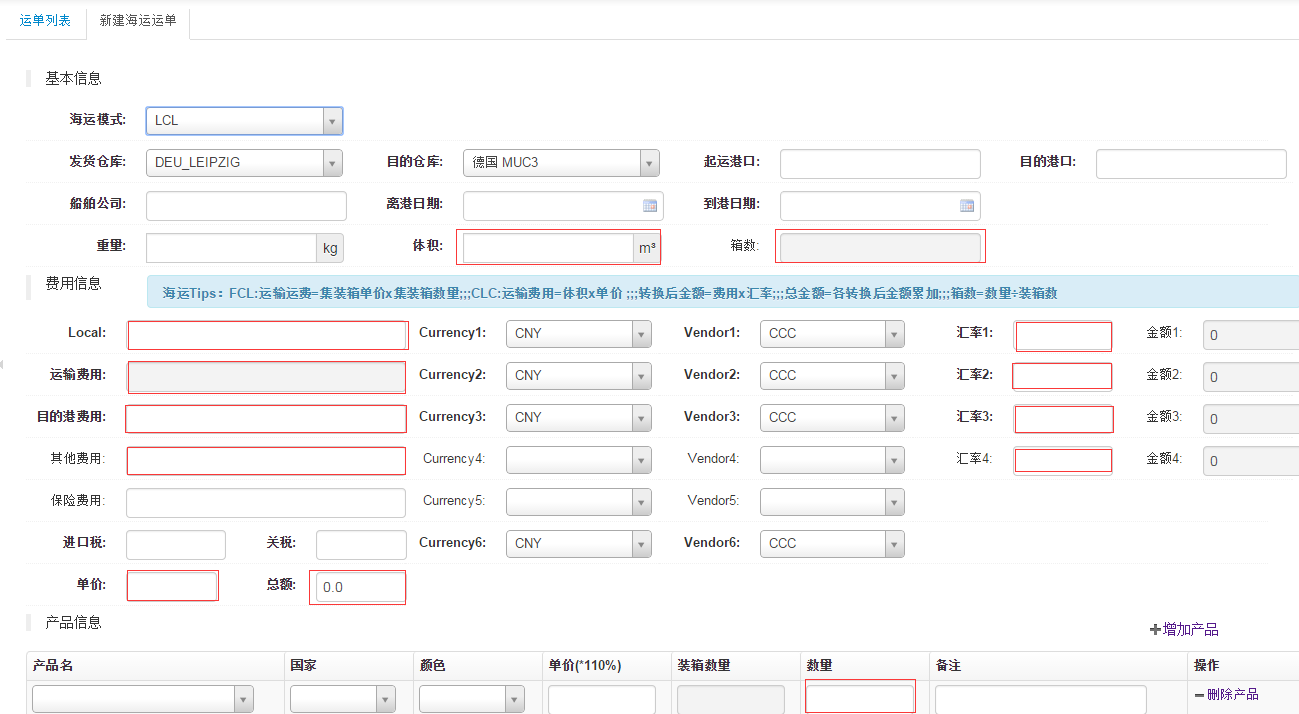 运单列表 新建海运运单
基本信息
海运模式: LCL
发货仓库: DEU_LEIPZIG 目的仓库: 德国 MUC3 起运港口: 目的港口:
船舶公司: 离港日期: 到港日期:
重量: kg 体积: m³ 箱数:
费用信息 海运Tips：FCL:运输运费=集装箱单价x集装箱数量;;;CLC:运输费用=体积x单价 ;;;转换后金额=费用x汇率;;;总金额=各转换后金额累加;;;箱数=数量÷装箱数
Local: Currency1: CNY Vendor1: CCC 汇率1: 金额1: 0
运输费用: Currency2: CNY Vendor2: CCC 汇率2: 金额2: 0
目的港费用: Currency3: CNY Vendor3: CCC 汇率3: 金额3: 0
其他费用: Currency4: Vendor4: 汇率4: 金额4: 0
保险费用: Currency5: Vendor5:
进口税: 关税: Currency6: CNY Vendor6: CCC
单价: 总额: 0.0
产品信息
增加产品
产品名 国家 颜色 单价(*110%) 装箱数量 数量 备注 操作
删除产品